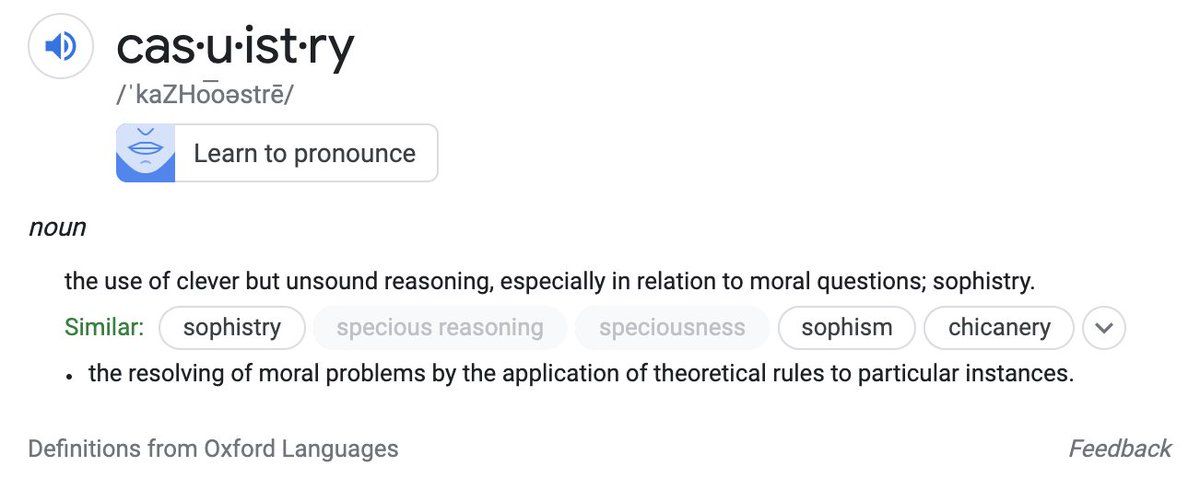 cas·u·ist·ry
/ˈkaZHo͞oəstrē/
Learn to pronounce
noun
the use of clever but unsound reasoning, especially in relation to moral questions; sophistry.
Similar: sophistry specious reasoning speciousness sophism chicanery
• the resolving of moral problems by the application of theoretical rules to particular instances.
Definitions from Oxford Languages Feedback